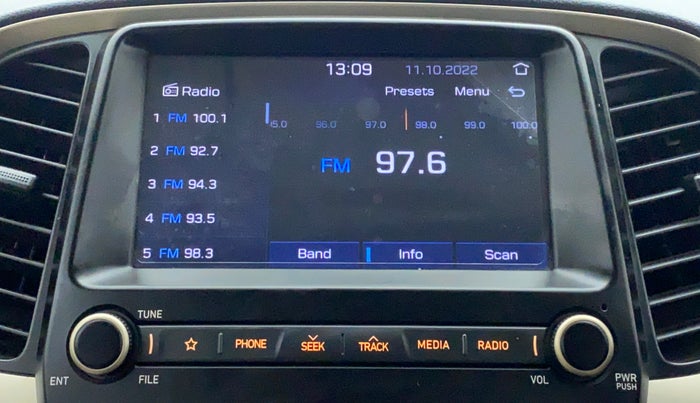 13:09 11.10.2022
Radio Presets Menu
1 FM 100.1
2 FM 92.7
3 FM 94.3
4 FM 93.5
5 FM 98.3
95.0 96.0 97.0 98.0 99.0 100.0
FM 97.6
Band Info Scan
TUNE
PHONE SEEK TRACK MEDIA RADIO
ENT FILE VOL PWR
PUSH